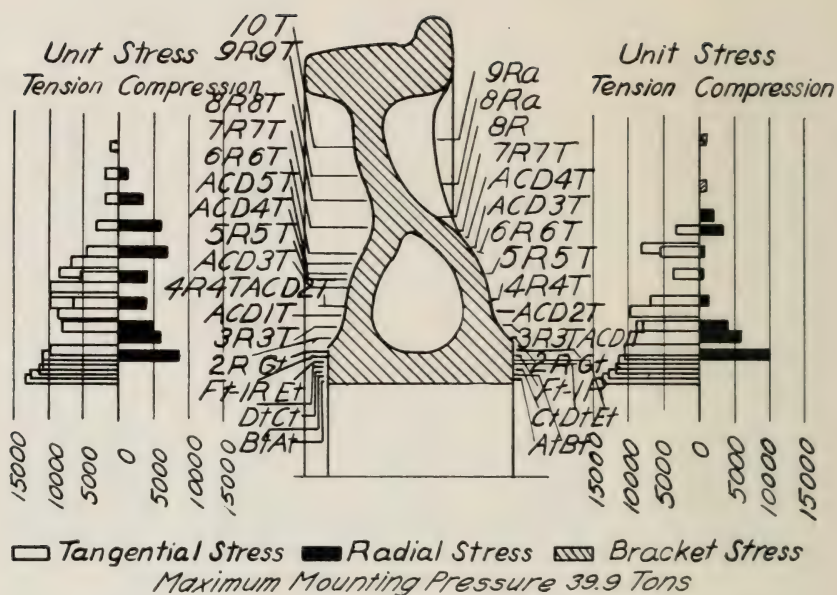 Unit Stress
Tension Compression
15000 10000 5000 0 5000 10000 15000
10T
9R9T
8R8T
7R7T
6R6T
ACD5T
ACD4T
5R5T
ACD3T
4R4TACD2T
ACD1T
3R3T
2R Gt
Ft-1R Et
DtCt
BtAt
9Ra
8Ra
8R
7R7T
ACD4T
ACD3T
6R6T
5R5T
4R4T
ACD2T
3R3TACD
2R Gt
Ft-1
CtDtEt
AtBt
Unit Stress
Tension Compression
15000 10000 5000 0 5000 10000 15000
Tangential Stress Radial Stress Bracket Stress
Maximum Mounting Pressure 39.9 Tons